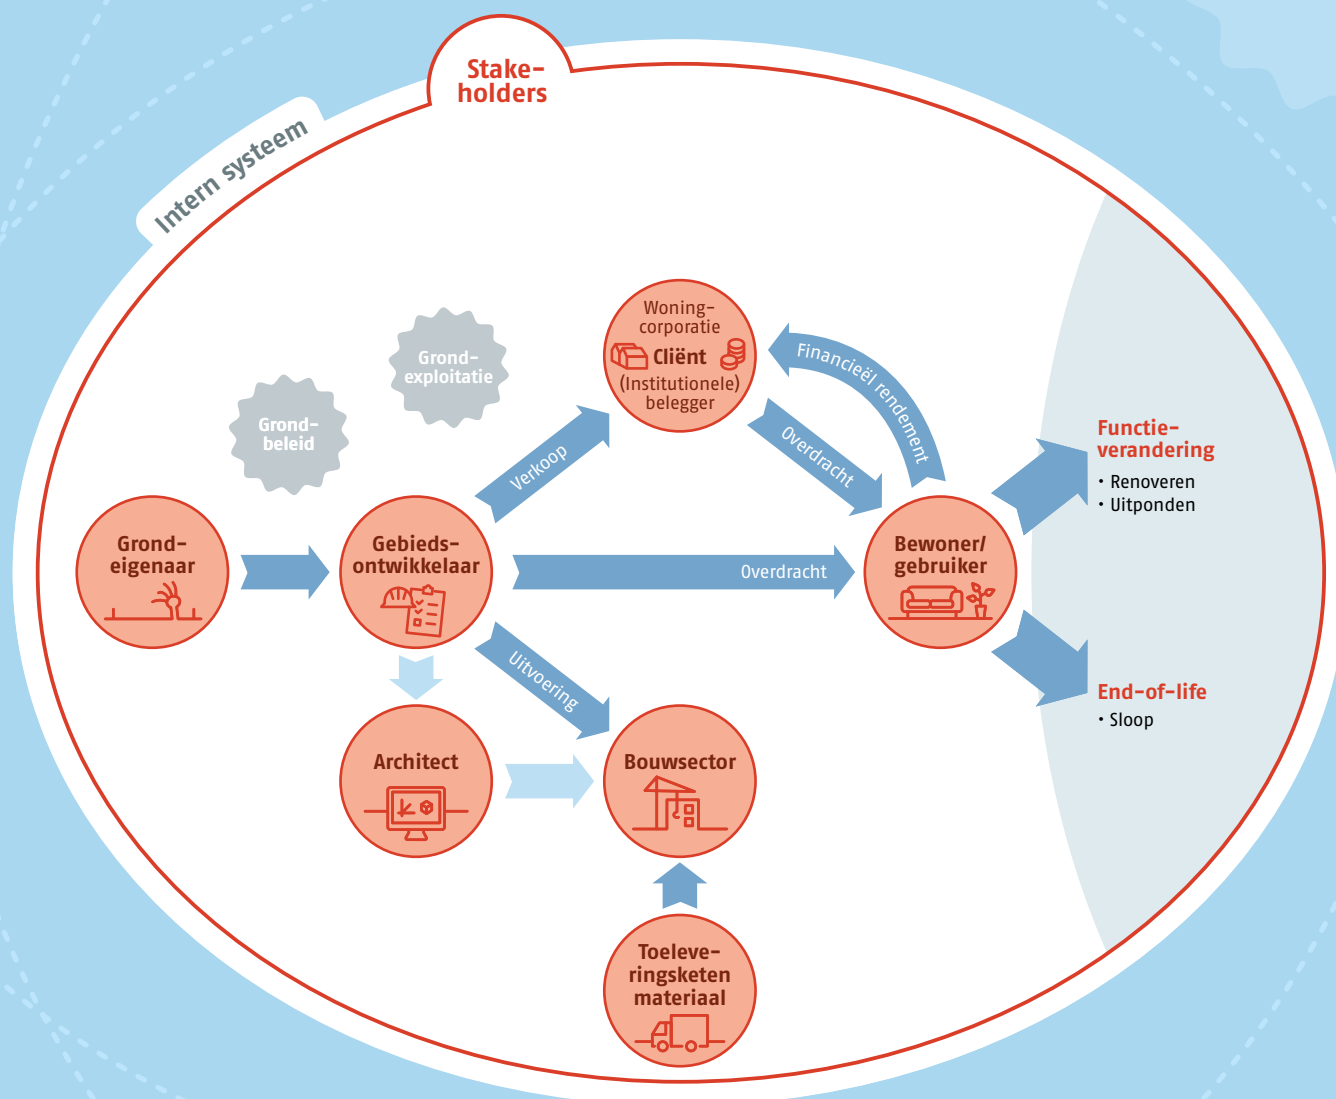 Stake-
holders
Intern systeem
Woning-
corporatie
Cliënt
(Institutionele)
belegger
Grond-
exploitatie
Grond-
beleid
Financieël rendement
Verkoop
Overdracht
Functie-
verandering
• Renoveren
• Uitponden
Grond-
eigenaar
Gebieds-
ontwikkelaar
Overdracht
Bewoner/
gebruiker
Uitvoering
End-of-life
• Sloop
Architect
Bouwsector
Toeleve-
ringsketen
materiaal